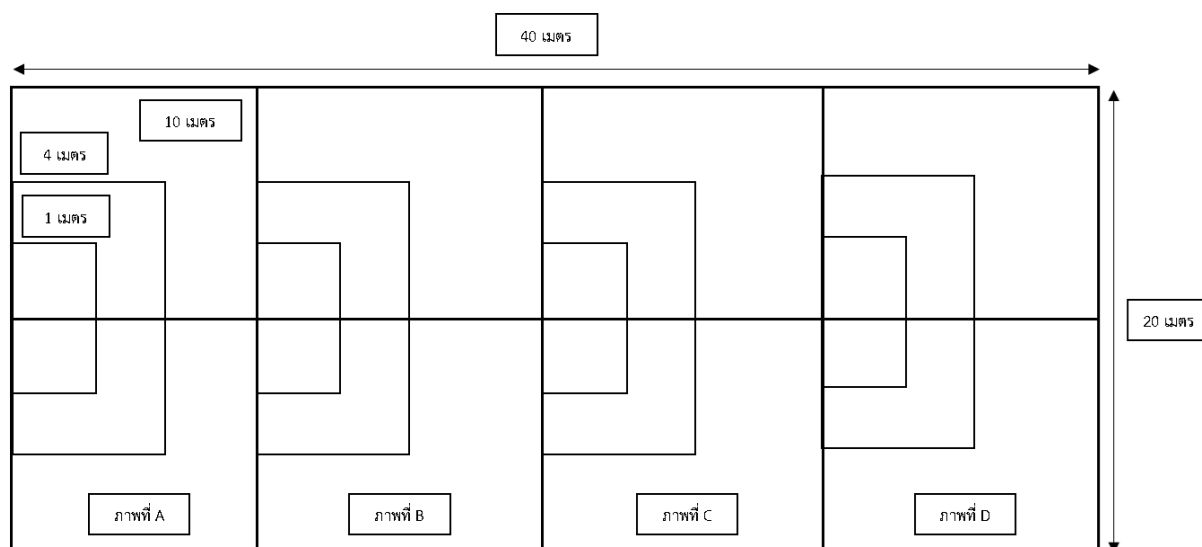 40 เมตร
10 เมตร
4 เมตร
1 เมตร
20 เมตร
ภาพที่ A
ภาพที่ B
ภาพที่ C
ภาพที่ D